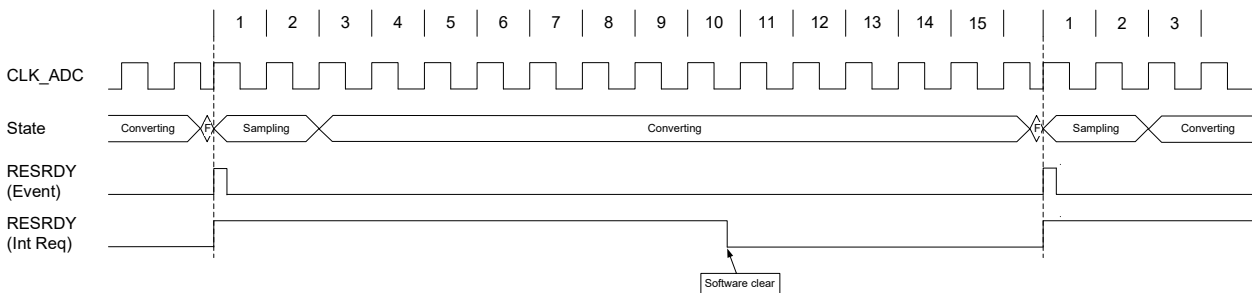 1 2 3 4 5 6 7 8 9 10 11 12 13 14 15 1 2 3
CLK_ADC
State Converting F Sampling Converting F Sampling Converting
RESRDY
(Event)
RESRDY
(Int Req)
Software clear